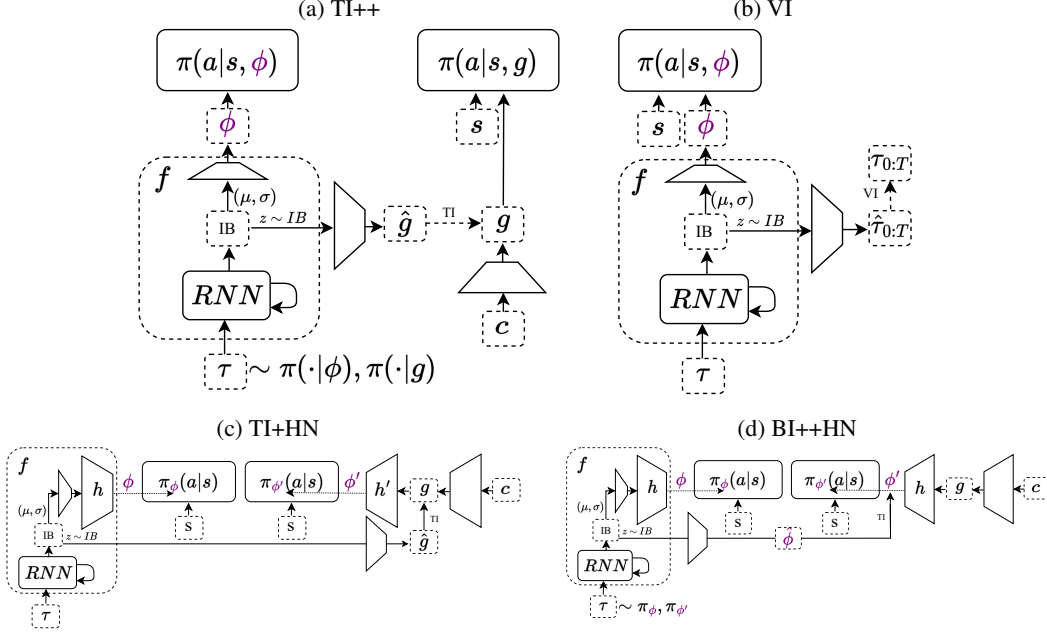 (a) TI++
π(a|s, ϕ)
ϕ
f
(μ, σ)
IB
z ~ IB
RNN
τ
~ π(·|ϕ), π(·|g)
ĝ
TI
π(a|s, g)
s
g
c
(b) VI
π(a|s, ϕ)
s
ϕ
f
(μ, σ)
IB
z ~ IB
RNN
τ
τ0:T
VI
τ̂0:T
(c) TI+HN
f
(μ, σ)
h
ϕ
πϕ(a|s)
s
πϕ′(a|s)
s
ϕ′
h′
g
c
TI
ĝ
IB
z ~ IB
RNN
τ
(d) BI++HN
f
(μ, σ)
h
ϕ
πϕ(a|s)
s
πϕ′(a|s)
s
ϕ′
h
g
c
TI
ϕ̂
IB
z ~ IB
RNN
τ
~ πϕ, πϕ′